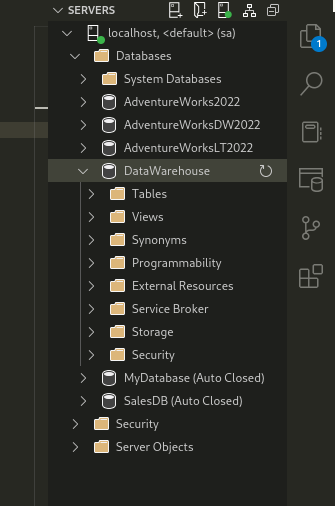 SERVERS
localhost, <default> (sa)
Databases
System Databases
AdventureWorks2022
AdventureWorksDW2022
AdventureWorksLT2022
DataWarehouse
Tables
Views
Synonyms
Programmability
External Resources
Service Broker
Storage
Security
MyDatabase (Auto Closed)
SalesDB (Auto Closed)
Security
Server Objects
1